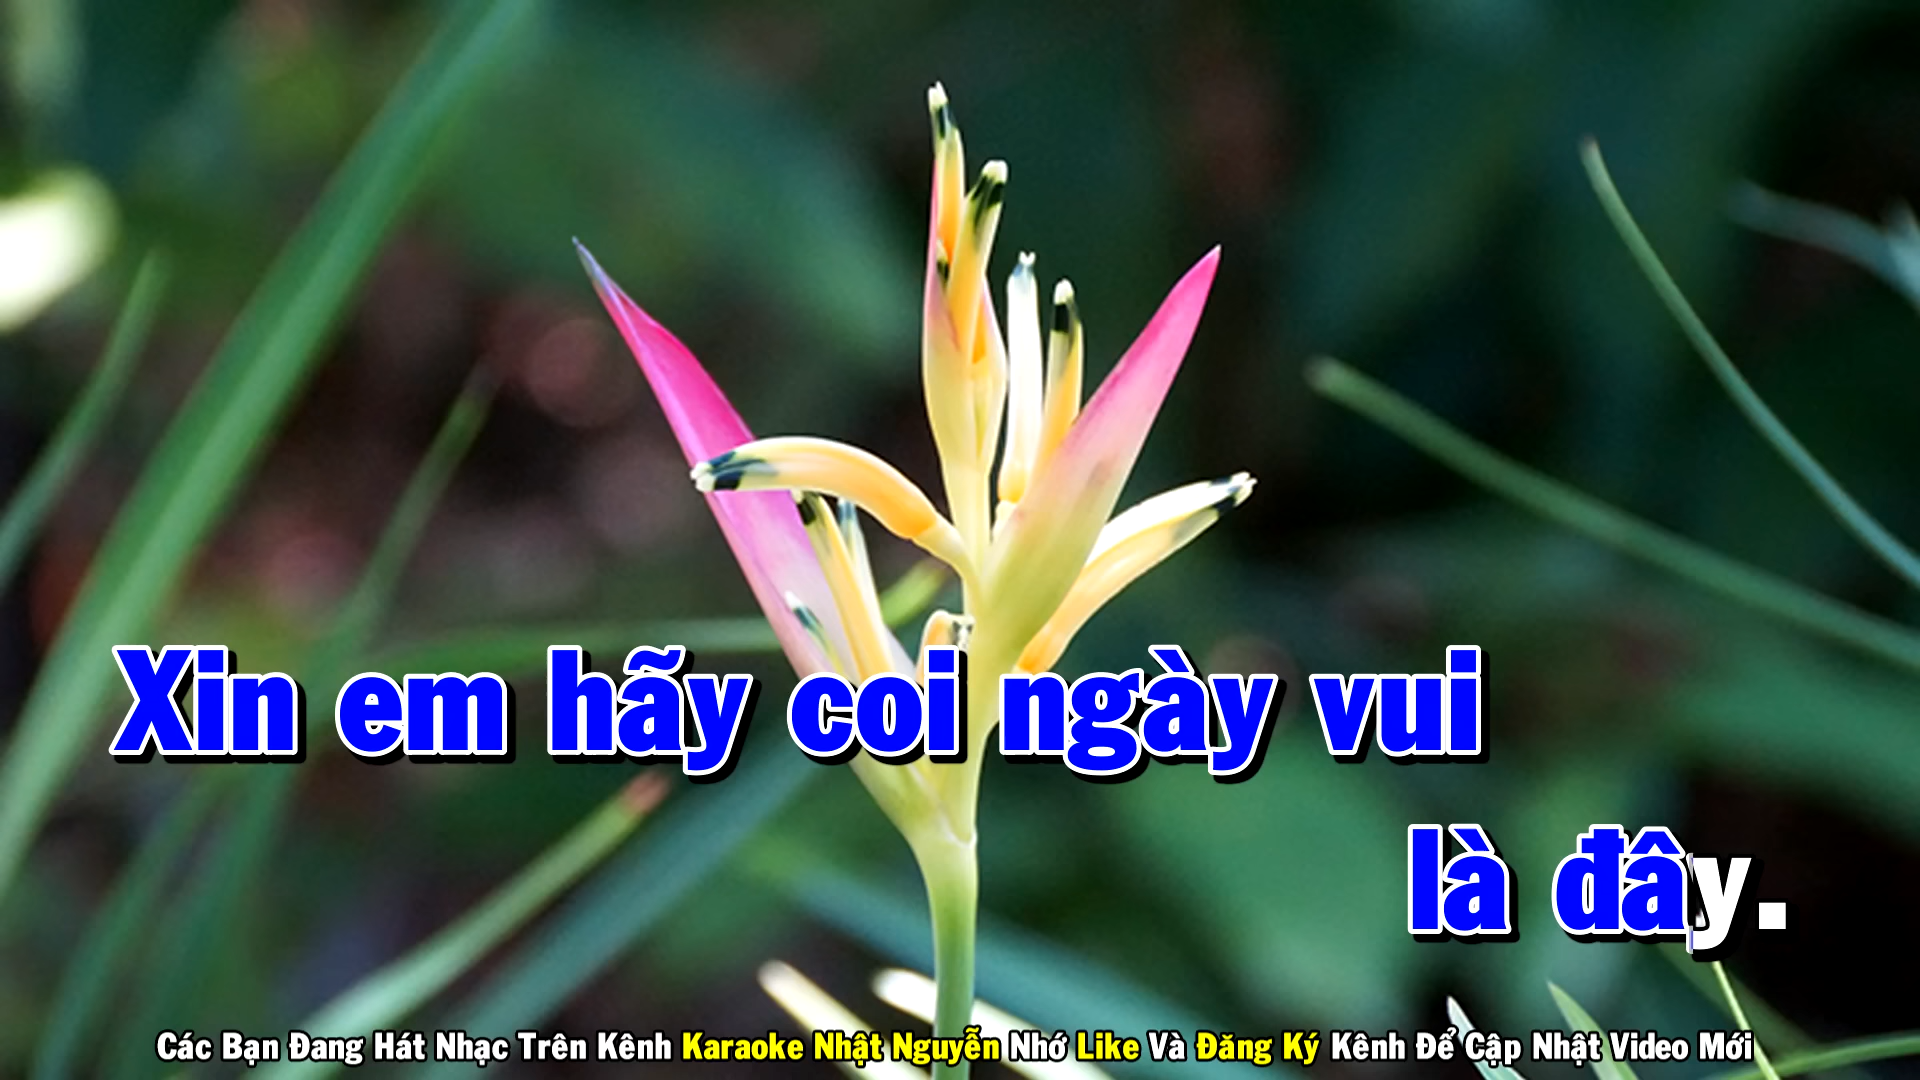 Xin em hãy coi ngày vui
là đây.
Các Bạn Đang Hát Nhạc Trên Kênh Karaoke Nhật Nguyễn Nhớ Like Và Đăng Ký Kênh Để Cập Nhật Video Mới